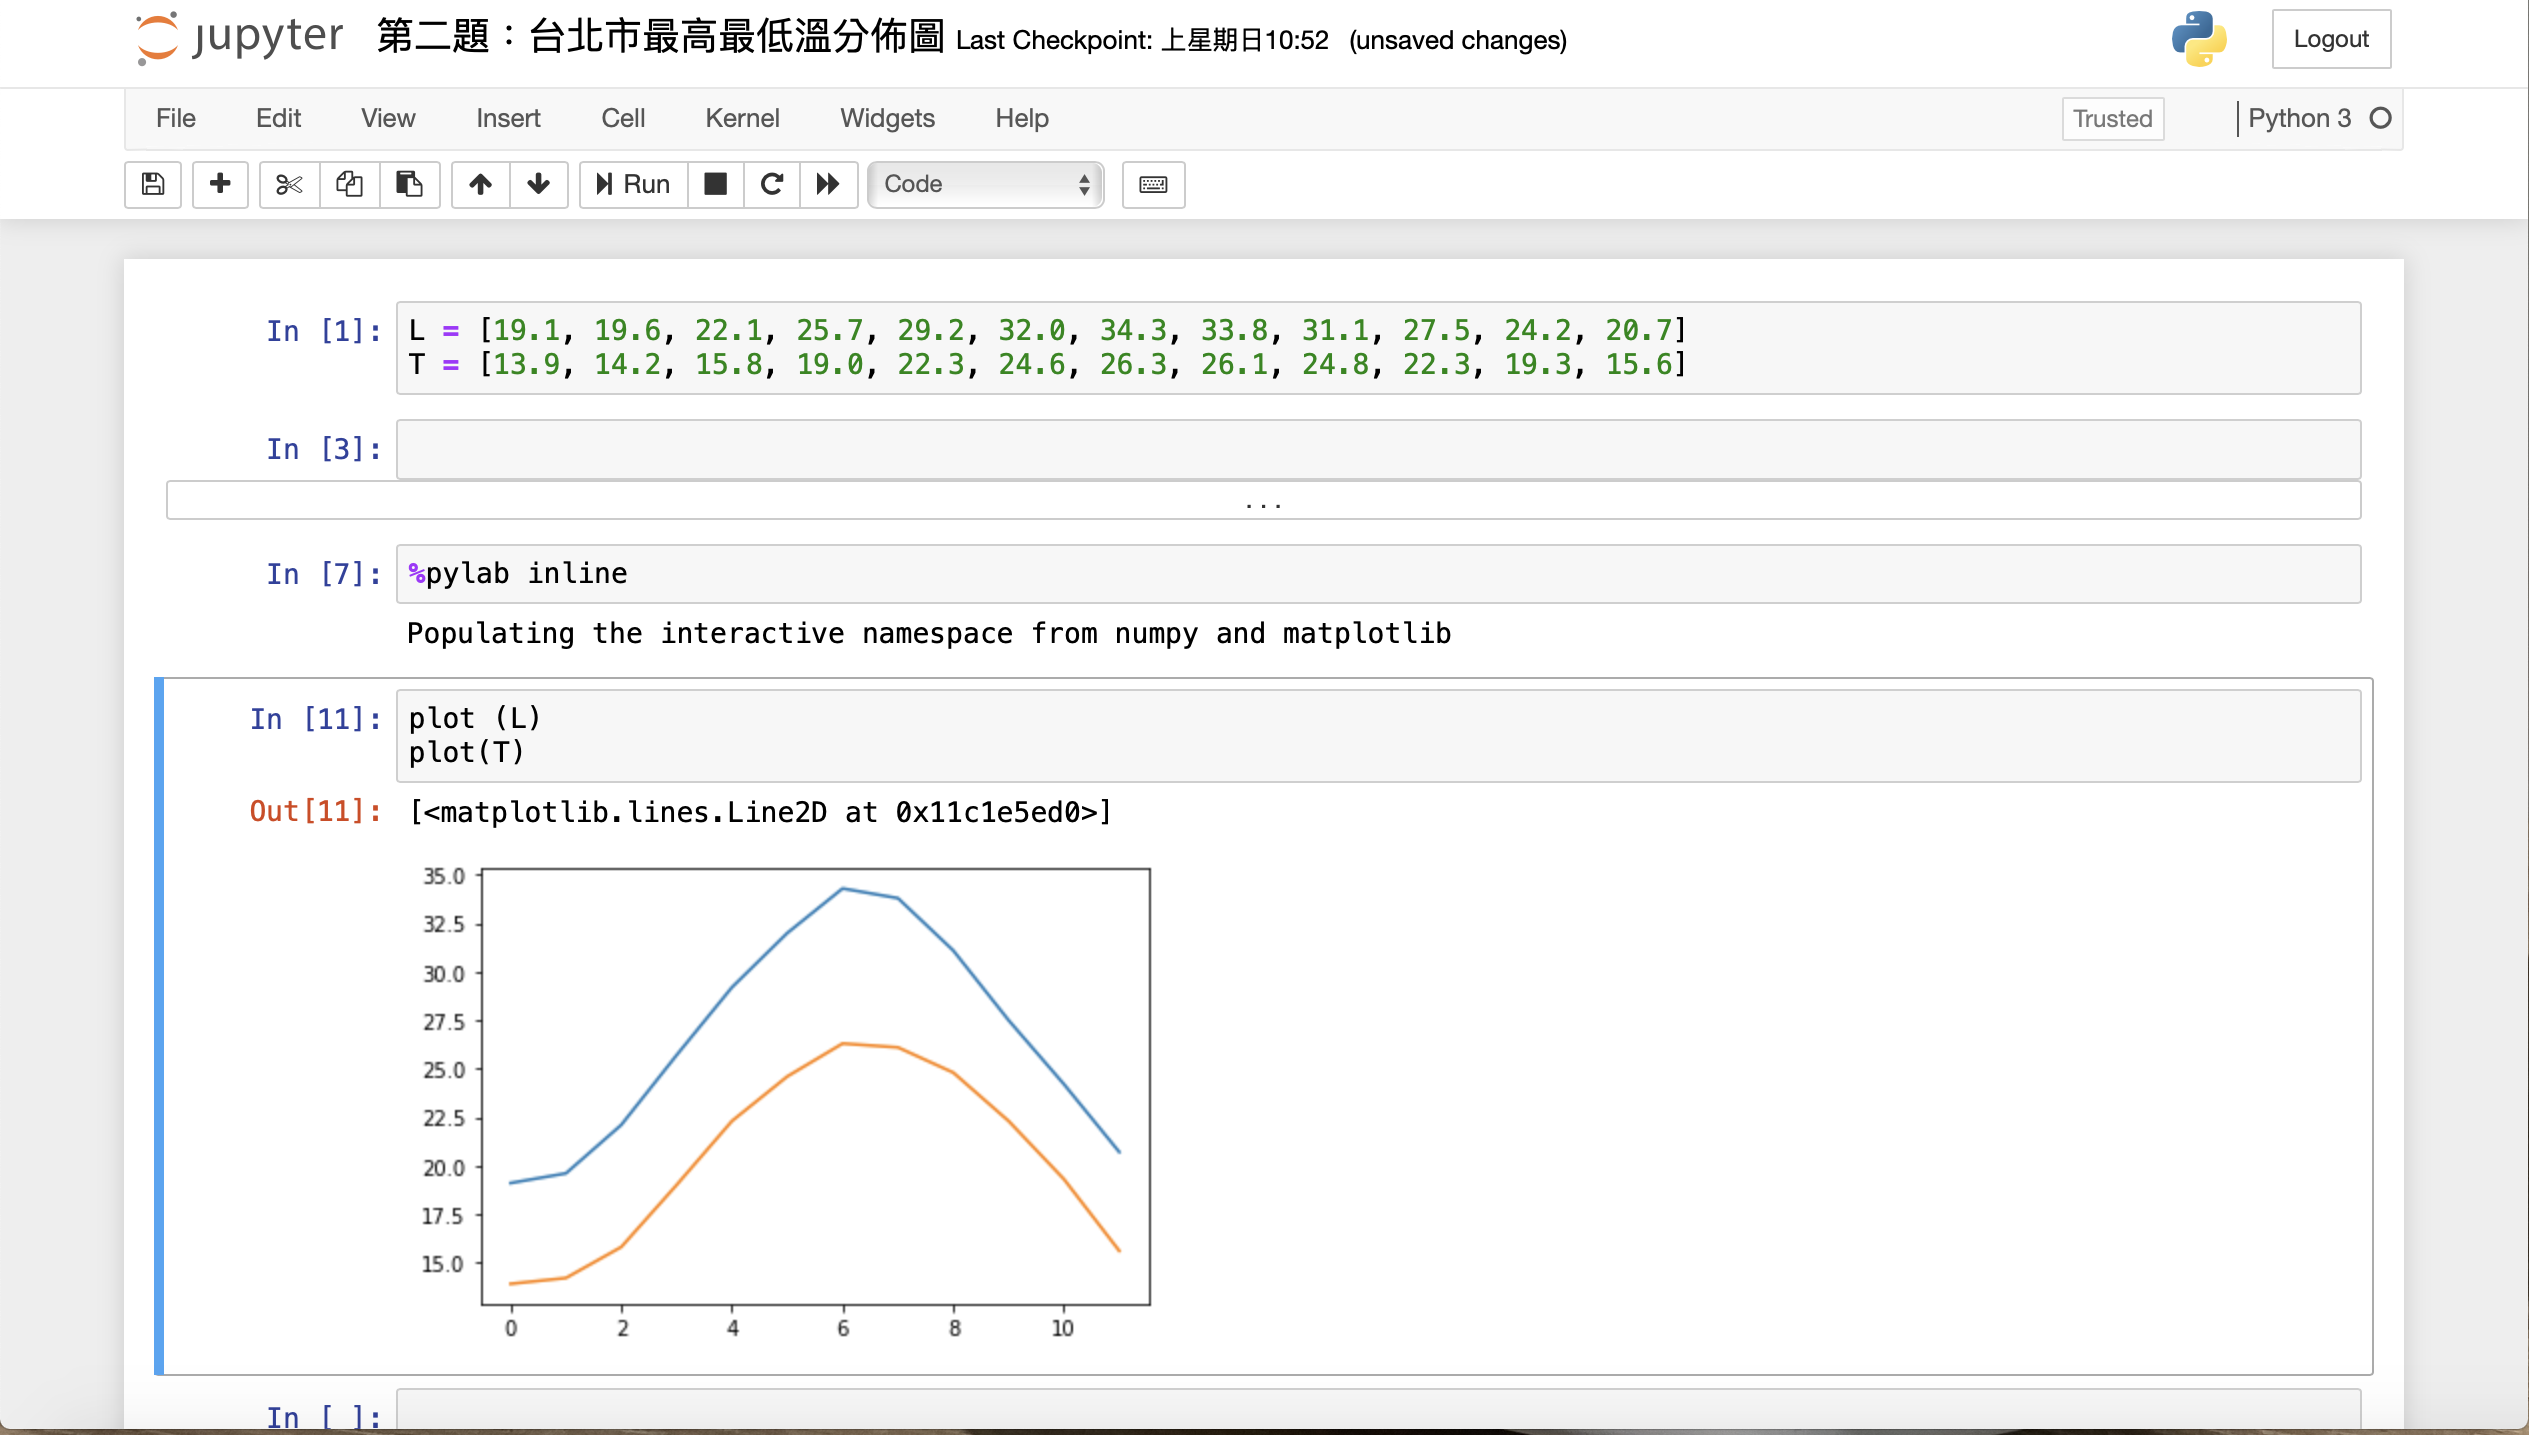 jupyter 第二題：台北市最高最低溫分佈圖 Last Checkpoint: 上星期日10:52 (unsaved changes) Logout
File Edit View Insert Cell Kernel Widgets Help Trusted Python 3
Run Code
In [1]: L = [19.1, 19.6, 22.1, 25.7, 29.2, 32.0, 34.3, 33.8, 31.1, 27.5, 24.2, 20.7]
T = [13.9, 14.2, 15.8, 19.0, 22.3, 24.6, 26.3, 26.1, 24.8, 22.3, 19.3, 15.6]
In [3]:
...
In [7]: %pylab inline
Populating the interactive namespace from numpy and matplotlib
In [11]: plot (L)
plot(T)
Out[11]: [<matplotlib.lines.Line2D at 0x11c1e5ed0>]
35.0
32.5
30.0
27.5
25.0
22.5
20.0
17.5
15.0
0 2 4 6 8 10
In [ ]: